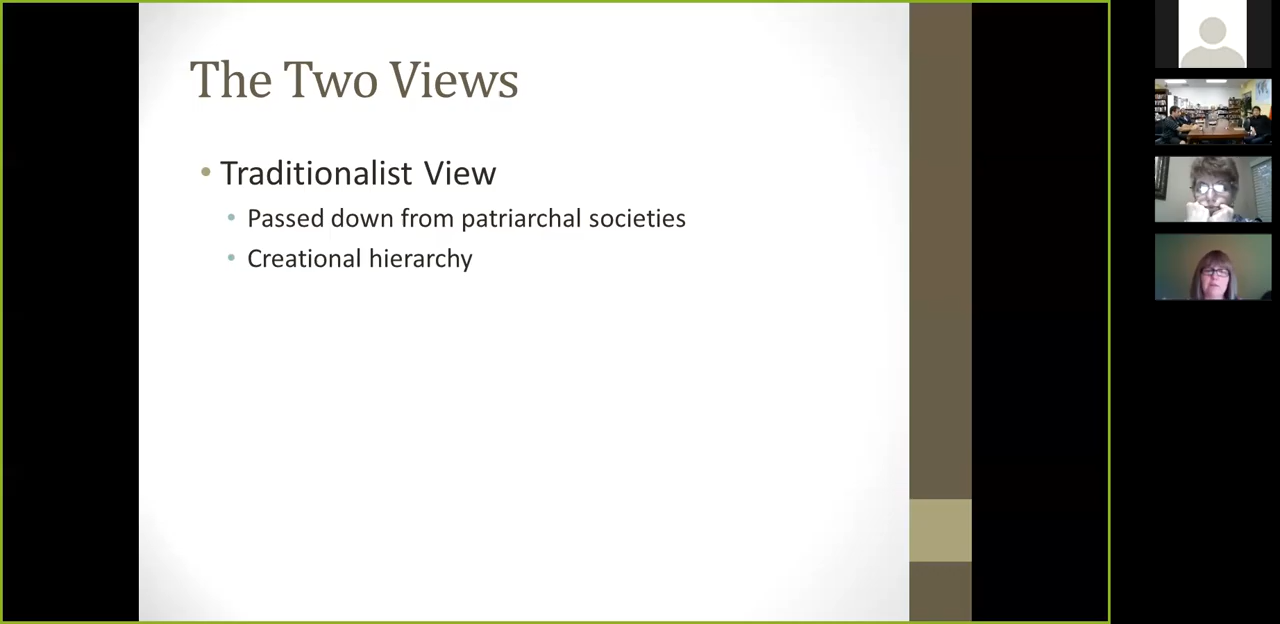 The Two Views
• Traditionalist View
• Passed down from patriarchal societies
• Creational hierarchy